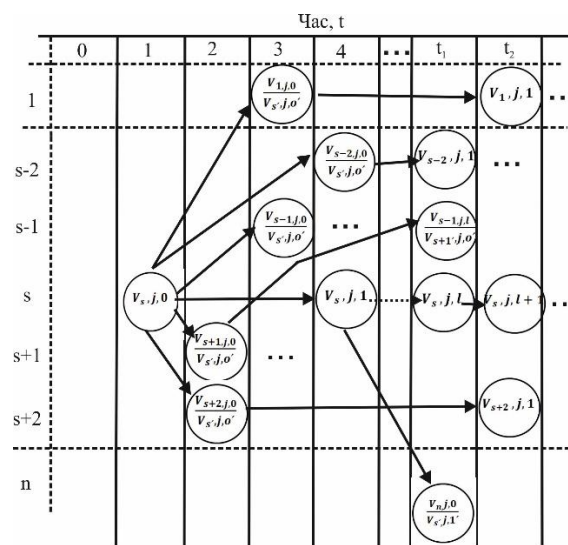 Час, t
0 1 2 3 4 ... t₁ t₂
1
V₁,j,0
Vs′,j,o′
V₁, j, 1
...
s-2
Vs−2,j,0
Vs′,j,o′
Vs−2, j, 1
...
s-1
Vs−1,j,0
Vs′,j,o′
...
Vs−1,j,l
Vs+1′,j,o′
s
Vs, j, 0
Vs, j, 1
Vs, j, l
Vs, j, l + 1
...
s+1
Vs+1,j,0
Vs′,j,o′
...
s+2
Vs+2,j,0
Vs′,j,o′
Vs+2, j, 1
n
Vn,j,0
Vs′,j,1′